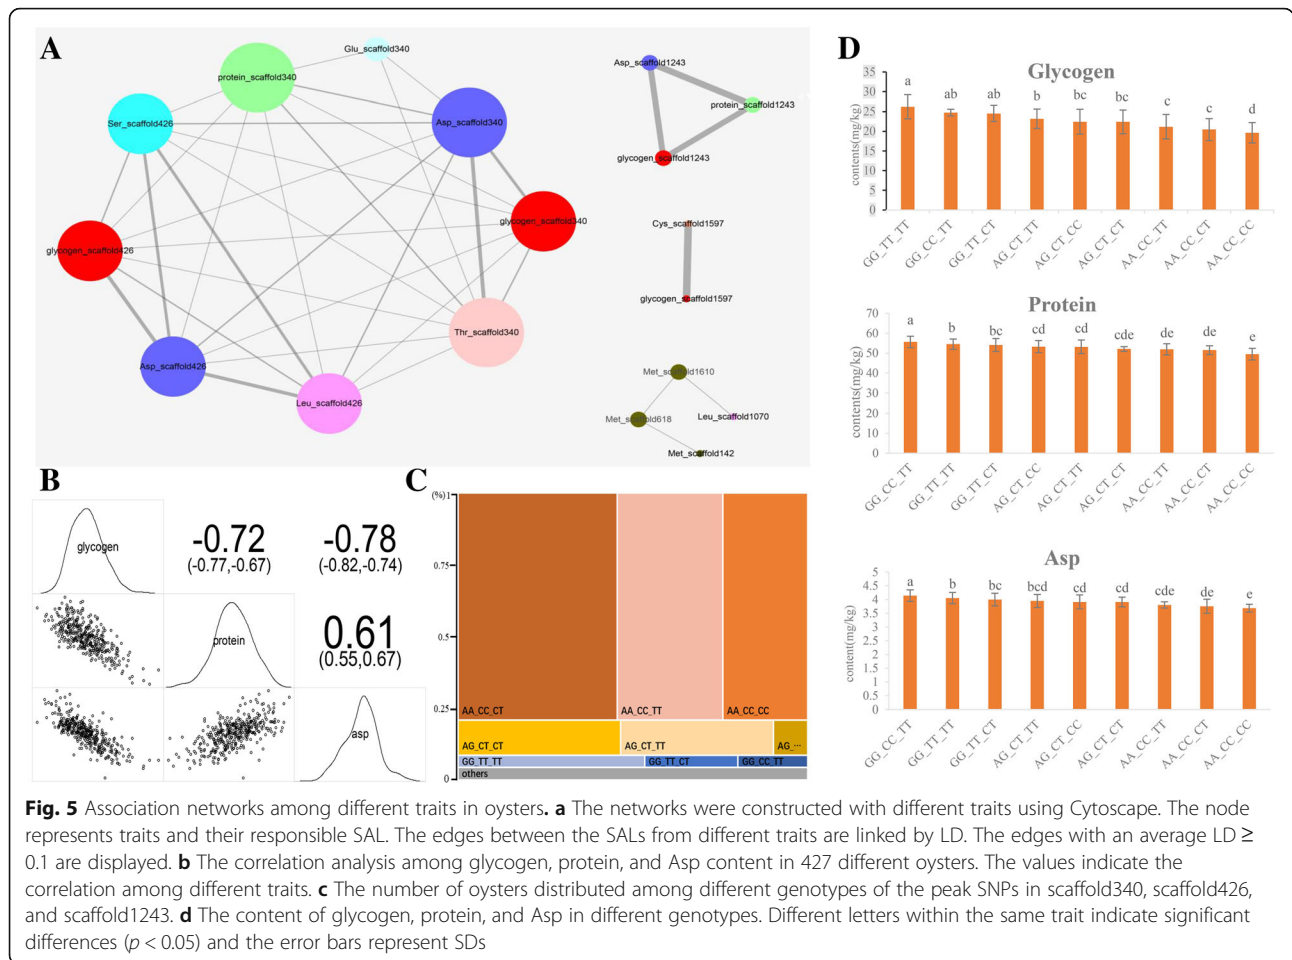 A
Glu_scaffold340
protein_scaffold340
Ser_scaffold426
Asp_scaffold340
glycogen_scaffold340
glycogen_scaffold426
Thr_scaffold340
Asp_scaffold426
Leu_scaffold426
Asp_scaffold1243
protein_scaffold1243
glycogen_scaffold1243
Cys_scaffold1597
glycogen_scaffold1597
Met_scaffold1610
Leu_scaffold1070
Met_scaffold618
Met_scaffold142
B
glycogen
-0.72
(-0.77,-0.67)
-0.78
(-0.82,-0.74)
protein
0.61
(0.55,0.67)
asp
C
(%)1
0.75
0.5
0.25
0
AA_CC_CT
AA_CC_TT
AA_CC_CC
AG_CT_CT
AG_CT_TT
AG_...
GG_TT_TT
GG_TT_CT
GG_CC_TT
others
D
Glycogen
contents(mg/kg)
35
30
25
20
15
10
5
0
a
ab
ab
b
bc
bc
c
c
d
GG_TT_TT
GG_CC_TT
GG_TT_CT
AG_CT_TT
AG_CT_CC
AG_CT_CT
AA_CC_TT
AA_CC_CT
AA_CC_CC
Protein
contents(mg/kg)
70
60
50
40
30
20
10
0
a
b
bc
cd
cd
cde
de
de
e
GG_CC_TT
GG_TT_TT
GG_TT_CT
AG_CT_CC
AG_CT_TT
AG_CT_CT
AA_CC_TT
AA_CC_CT
AA_CC_CC
Asp
content(mg/kg)
4.5
4
3.5
3
2.5
2
1.5
1
0.5
0
a
b
bc
bcd
cd
cd
cde
de
e
GG_CC_TT
GG_TT_TT
GG_TT_CT
AG_CT_TT
AG_CT_CC
AG_CT_CT
AA_CC_TT
AA_CC_CT
AA_CC_CC
Fig. 5 Association networks among different traits in oysters. a The networks were constructed with different traits using Cytoscape. The node
represents traits and their responsible SAL. The edges between the SALs from different traits are linked by LD. The edges with an average LD ≥
0.1 are displayed. b The correlation analysis among glycogen, protein, and Asp content in 427 different oysters. The values indicate the
correlation among different traits. c The number of oysters distributed among different genotypes of the peak SNPs in scaffold340, scaffold426,
and scaffold1243. d The content of glycogen, protein, and Asp in different genotypes. Different letters within the same trait indicate significant
differences (p < 0.05) and the error bars represent SDs